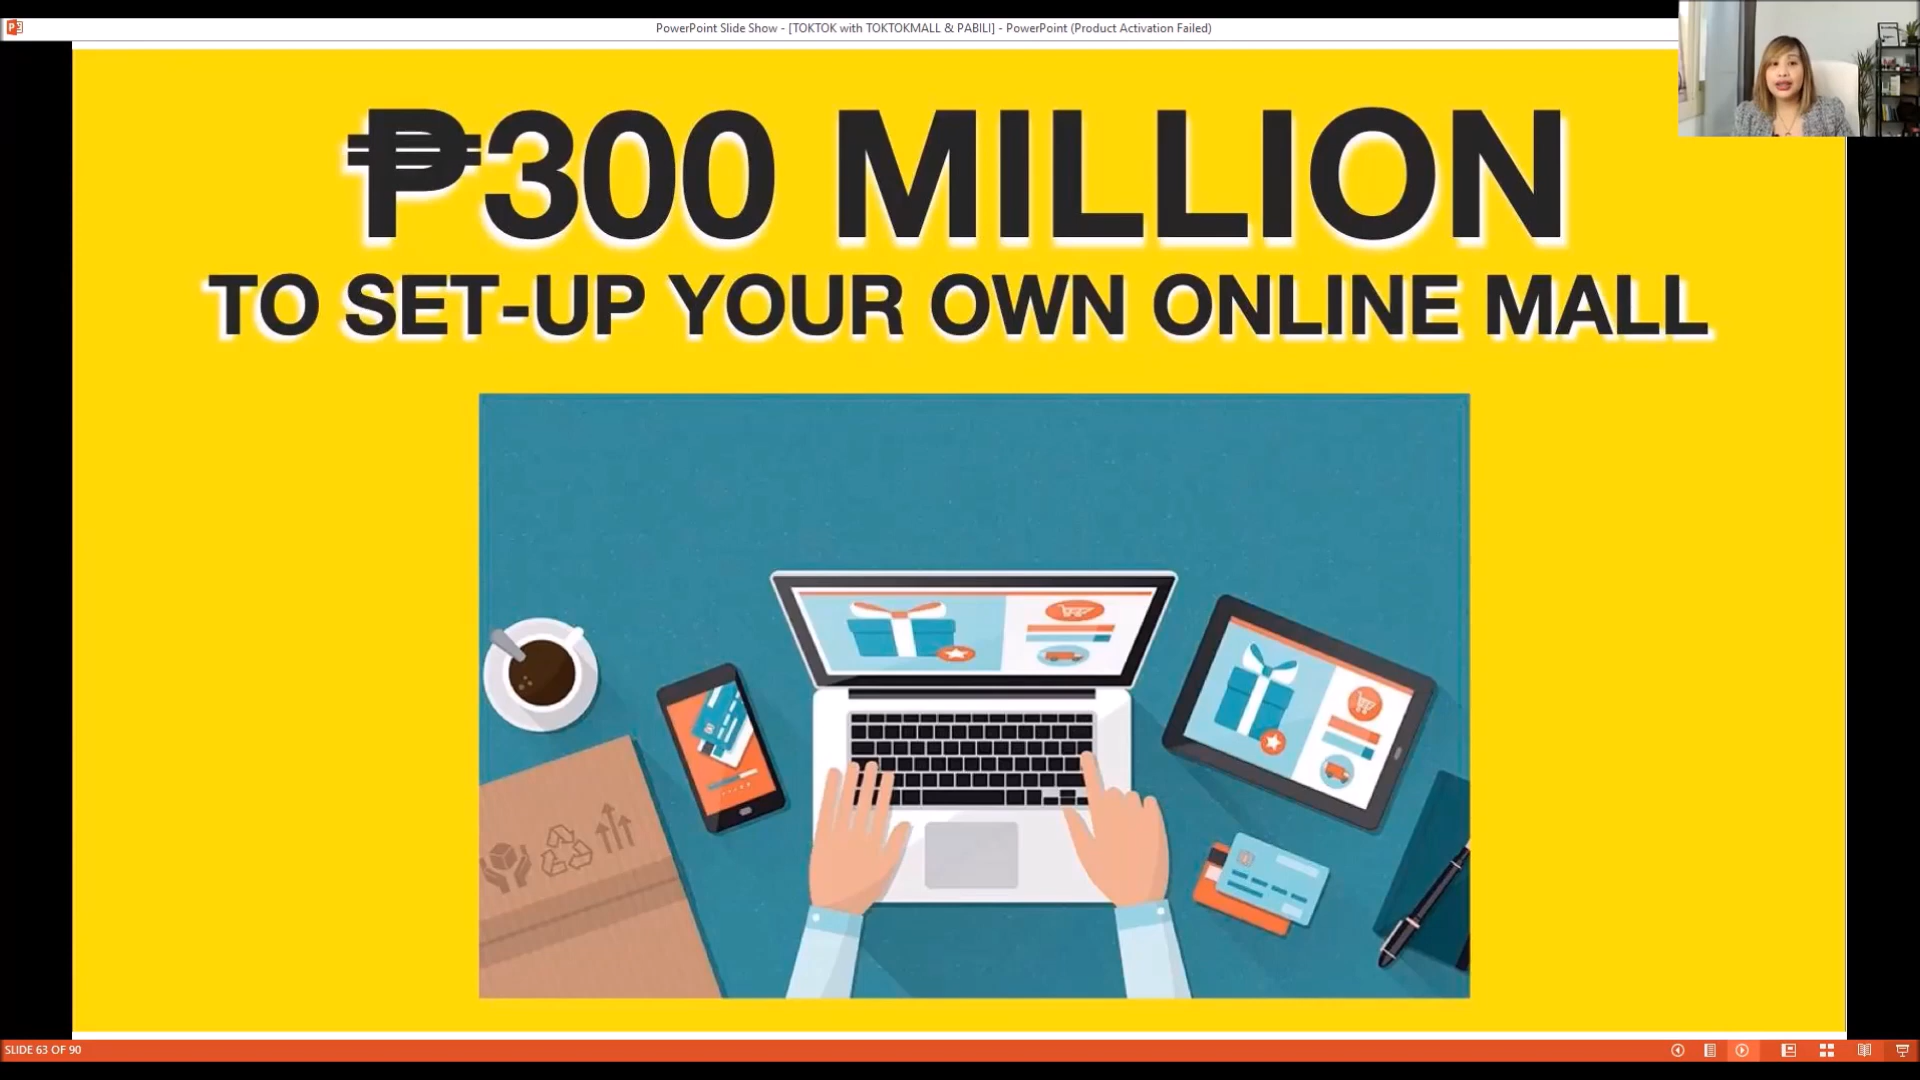 PowerPoint Slide Show - [TOKTOK with TOKTOKMALL & PABILI] - PowerPoint (Product Activation Failed)
₱300 MILLION
TO SET-UP YOUR OWN ONLINE MALL
SLIDE 63 OF 90